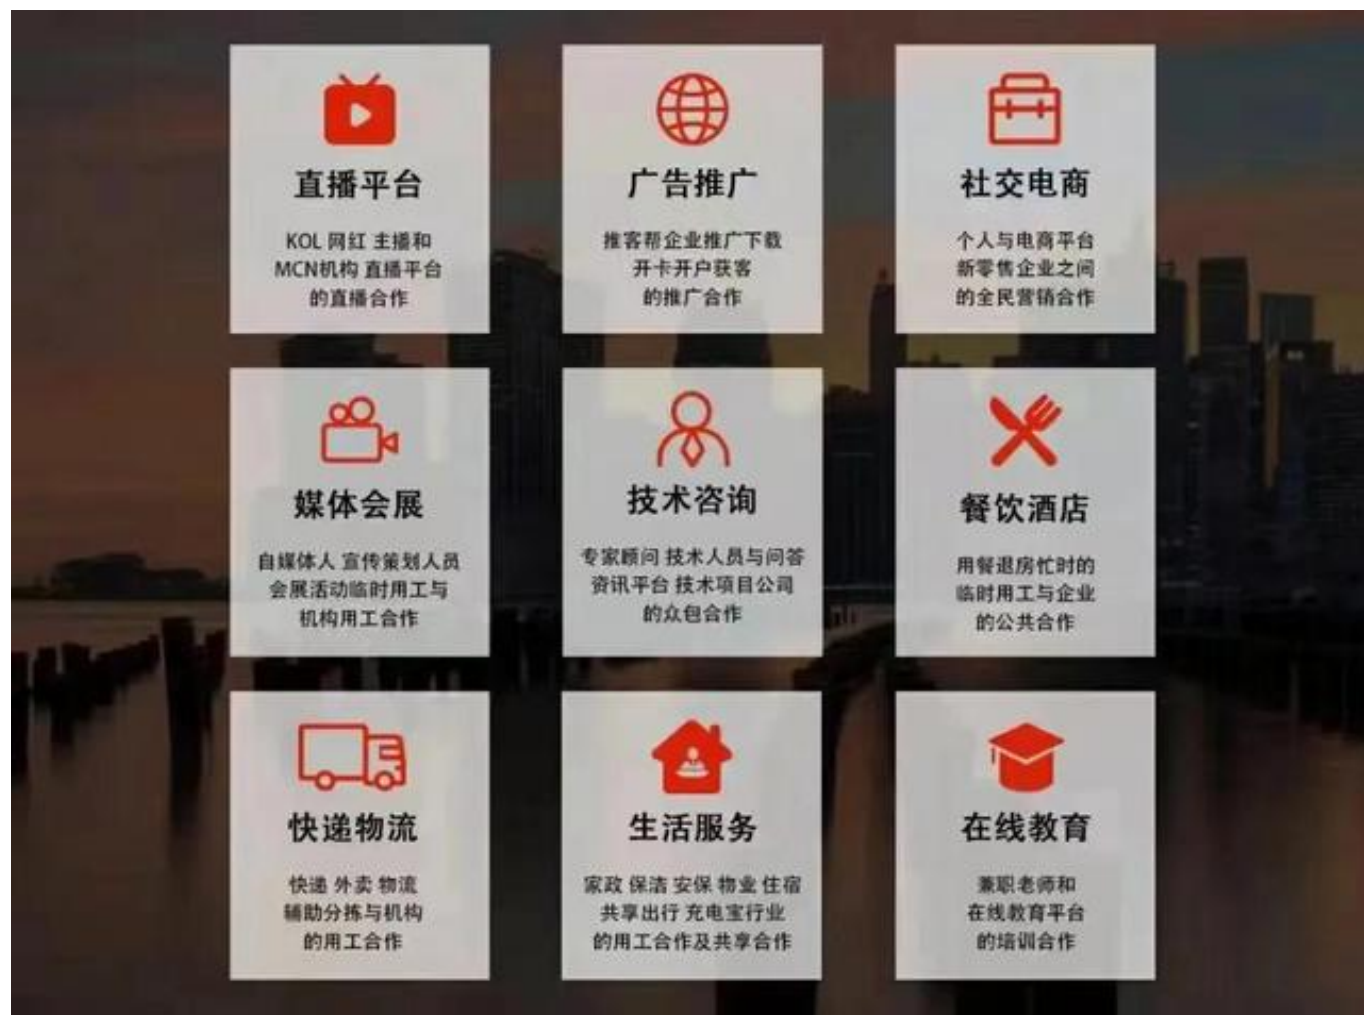 直播平台
KOL 网红 主播和
MCN机构 直播平台
的直播合作
广告推广
推客帮企业推广下载
开卡开户获客
的推广合作
社交电商
个人与电商平台
新零售企业之间
的全民营销合作
媒体会展
自媒体人 宣传策划人员
会展活动临时用工与
机构用工合作
技术咨询
专家顾问 技术人员与问答
资讯平台 技术项目公司
的众包合作
餐饮酒店
用餐退房忙时的
临时用工与企业
的公共合作
快递物流
快递 外卖 物流
辅助分拣与机构
的用工合作
生活服务
家政 保洁 安保 物业 住宿
共享出行 充电宝行业
的用工合作及共享合作
在线教育
兼职老师和
在线教育平台
的培训合作